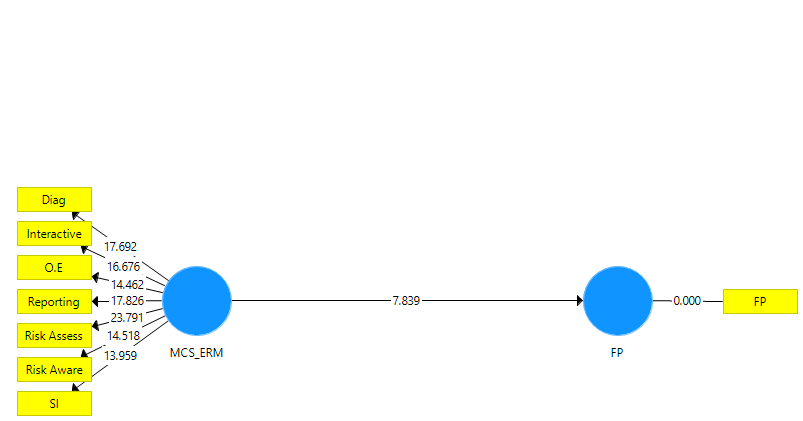 Diag
Interactive
O.E
Reporting
Risk Assess
Risk Aware
SI
17.692
16.676
14.462
17.826
23.791
14.518
13.959
MCS_ERM
7.839
FP
0.000
FP